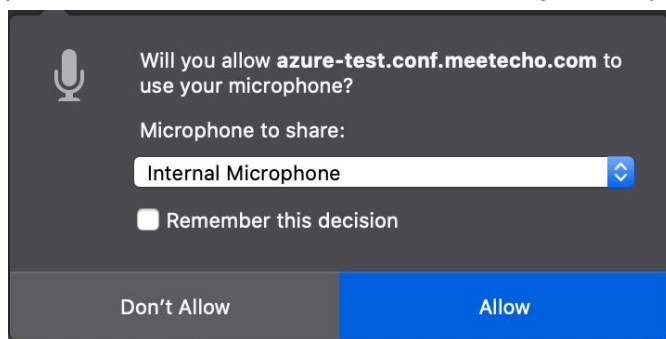 Will you allow azure-test.conf.meetecho.com to
use your microphone?
Microphone to share:
Internal Microphone
Remember this decision
Don't Allow
Allow